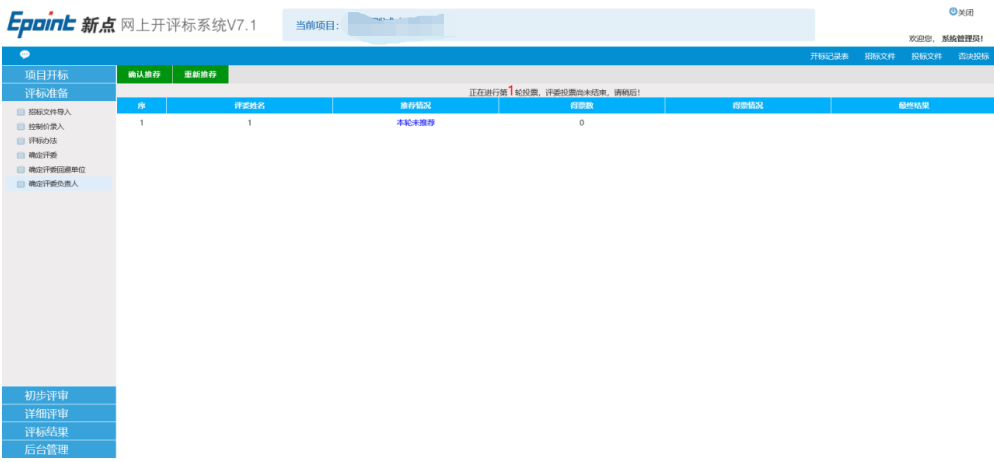 Epoint 新点 网上开评标系统V7.1
当前项目：
关闭
欢迎您，系统管理员！
开标记录表 招标文件 投标文件 否决投标
项目开标
评标准备
招标文件导入
控制价录入
评标办法
确定评委
确定评委回避单位
确定评委负责人
初步评审
详细评审
评标结果
后台管理
确认推荐 重新推荐
正在进行第1轮投票，评委投票尚未结束，请稍后！
序 评委姓名 推荐情况 得票数 得票情况 最终结果
1 1 本轮未推荐 0